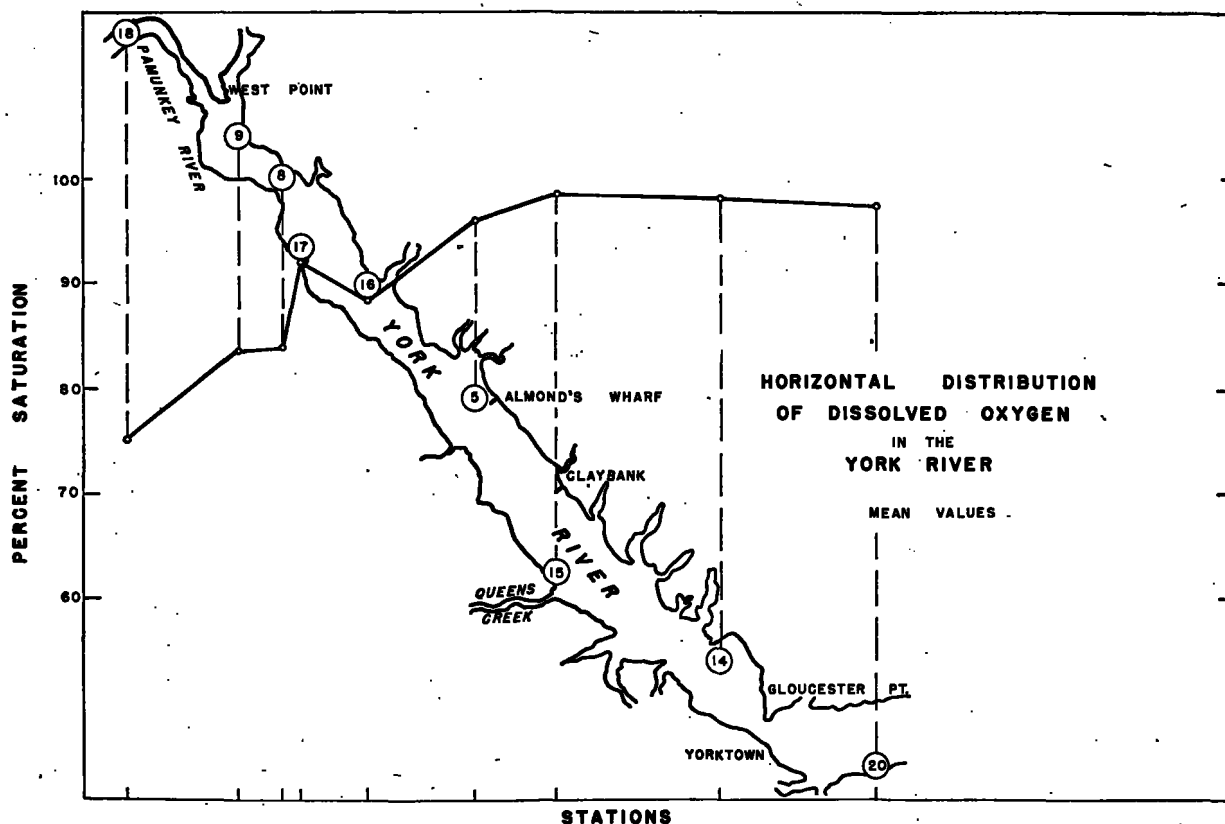 18
PAMUNKEY RIVER
WEST POINT
9
8
17
16
YORK RIVER
5
ALMOND'S WHARF
CLAYBANK
15
QUEENS
CREEK
14
GLOUCESTER PT.
YORKTOWN
20
PERCENT SATURATION
100
90
80
70
60
HORIZONTAL DISTRIBUTION
OF DISSOLVED OXYGEN
IN THE
YORK RIVER
MEAN VALUES
STATIONS